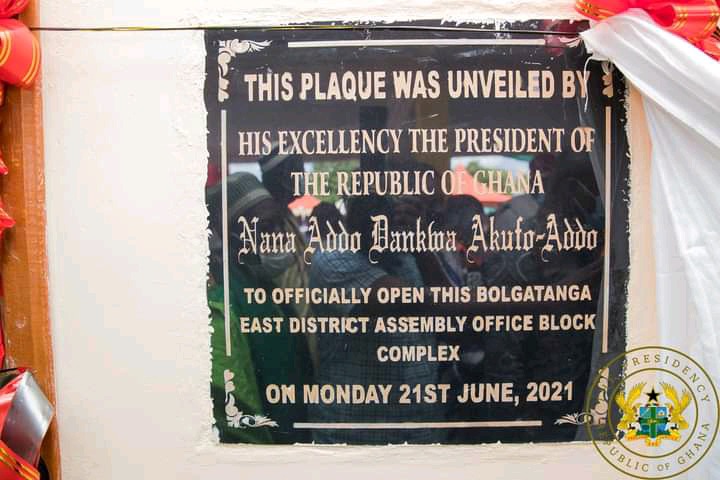 THIS PLAQUE WAS UNVEILED BY
HIS EXCELLENCY THE PRESIDENT OF
THE REPUBLIC OF GHANA
Nana Addo Dankwa Akufo-Addo
TO OFFICIALLY OPEN THIS BOLGATANGA
EAST DISTRICT ASSEMBLY OFFICE BLOCK
COMPLEX
ON MONDAY 21ST JUNE, 2021
PRESIDENCY
REPUBLIC OF GHANA